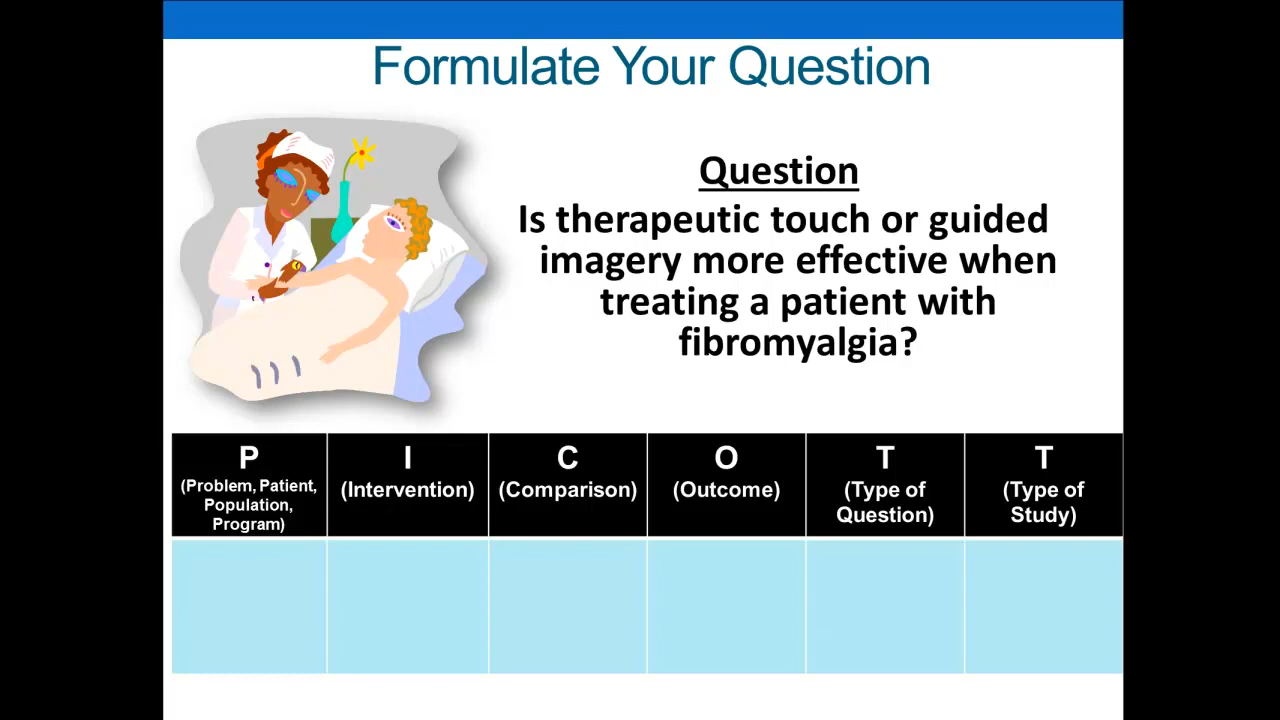 Formulate Your Question
Question
Is therapeutic touch or guided
imagery more effective when
treating a patient with
fibromyalgia?
P
(Problem, Patient,
Population,
Program)
I
(Intervention)
C
(Comparison)
O
(Outcome)
T
(Type of
Question)
T
(Type of
Study)